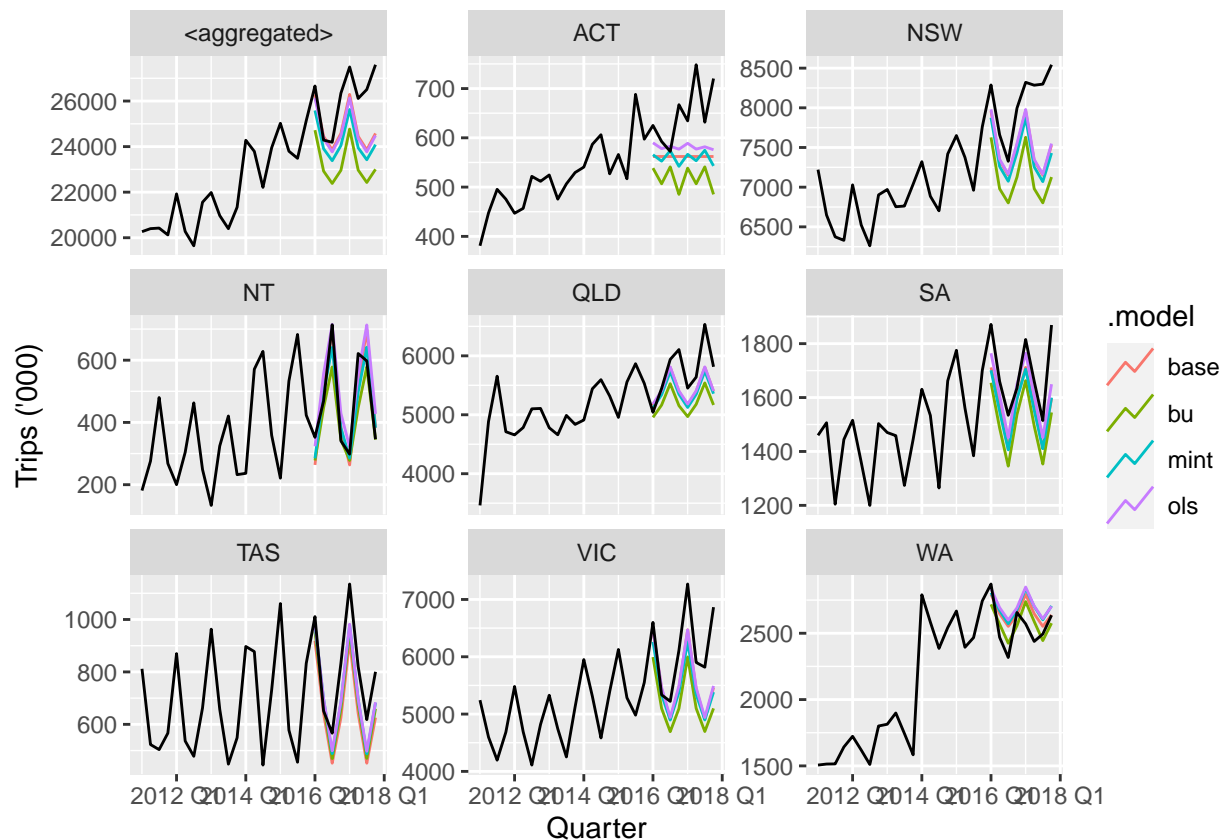 <aggregated>
ACT
NSW
26000
24000
22000
20000
700
600
500
400
8500
8000
7500
7000
6500
NT
QLD
SA
600
400
200
6000
5000
4000
1800
1600
1400
1200
TAS
VIC
WA
1000
800
600
7000
6000
5000
4000
2500
2000
1500
2012 Q1
2014 Q1
2016 Q1
2018 Q1
2012 Q1
2014 Q1
2016 Q1
2018 Q1
2012 Q1
2014 Q1
2016 Q1
2018 Q1
Quarter
Trips ('000)
.model
base
bu
mint
ols